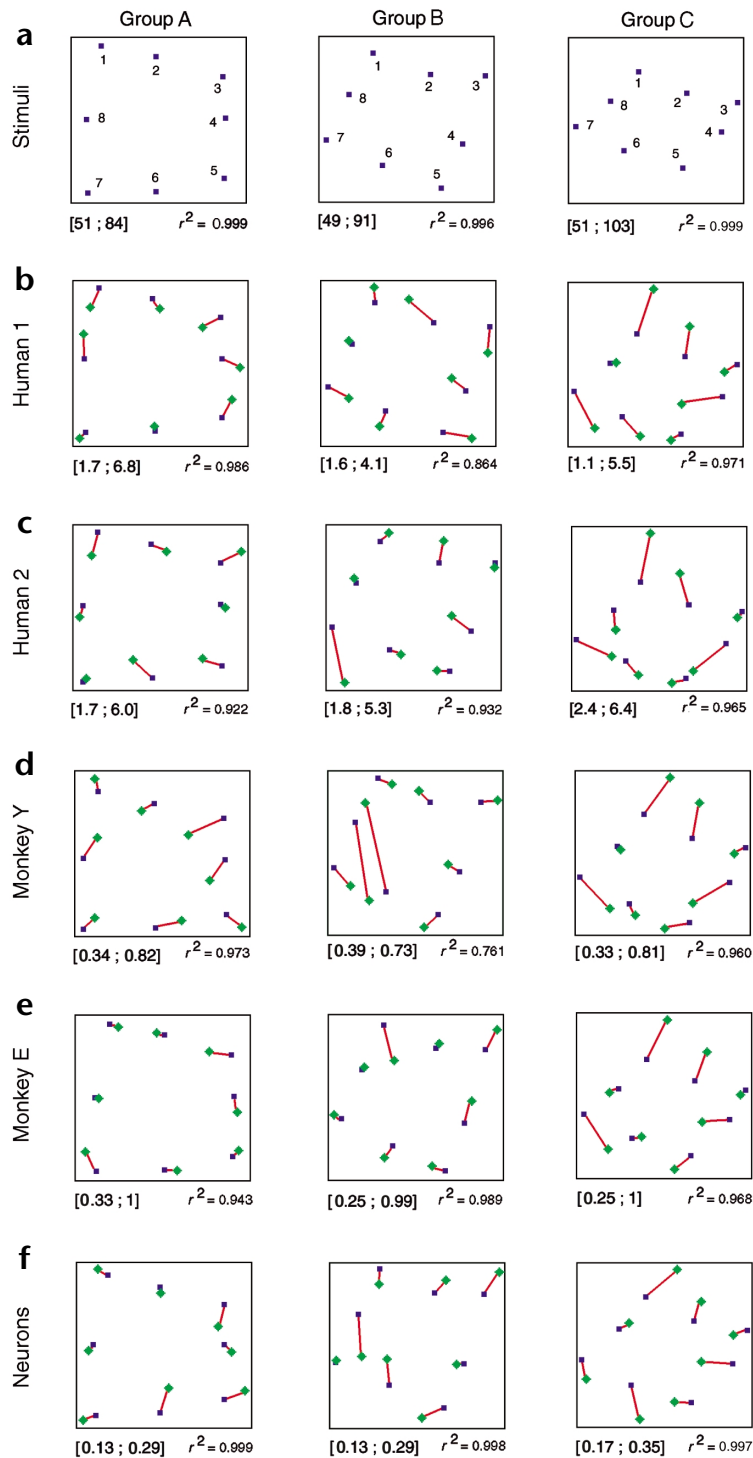 Group A Group B Group C
a
Stimuli
1 2 3 4 5 6 7 8
1 2 3 4 5 6 7 8
1 2 3 4 5 6 7 8
[51 ; 84] r² = 0.999 [49 ; 91] r² = 0.996 [51 ; 103] r² = 0.999
b
Human 1
[1.7 ; 6.8] r² = 0.986 [1.6 ; 4.1] r² = 0.864 [1.1 ; 5.5] r² = 0.971
c
Human 2
[1.7 ; 6.0] r² = 0.922 [1.8 ; 5.3] r² = 0.932 [2.4 ; 6.4] r² = 0.965
d
Monkey Y
[0.34 ; 0.82] r² = 0.973 [0.39 ; 0.73] r² = 0.761 [0.33 ; 0.81] r² = 0.960
e
Monkey E
[0.33 ; 1] r² = 0.943 [0.25 ; 0.99] r² = 0.989 [0.25 ; 1] r² = 0.968
f
Neurons
[0.13 ; 0.29] r² = 0.999 [0.13 ; 0.29] r² = 0.998 [0.17 ; 0.35] r² = 0.997